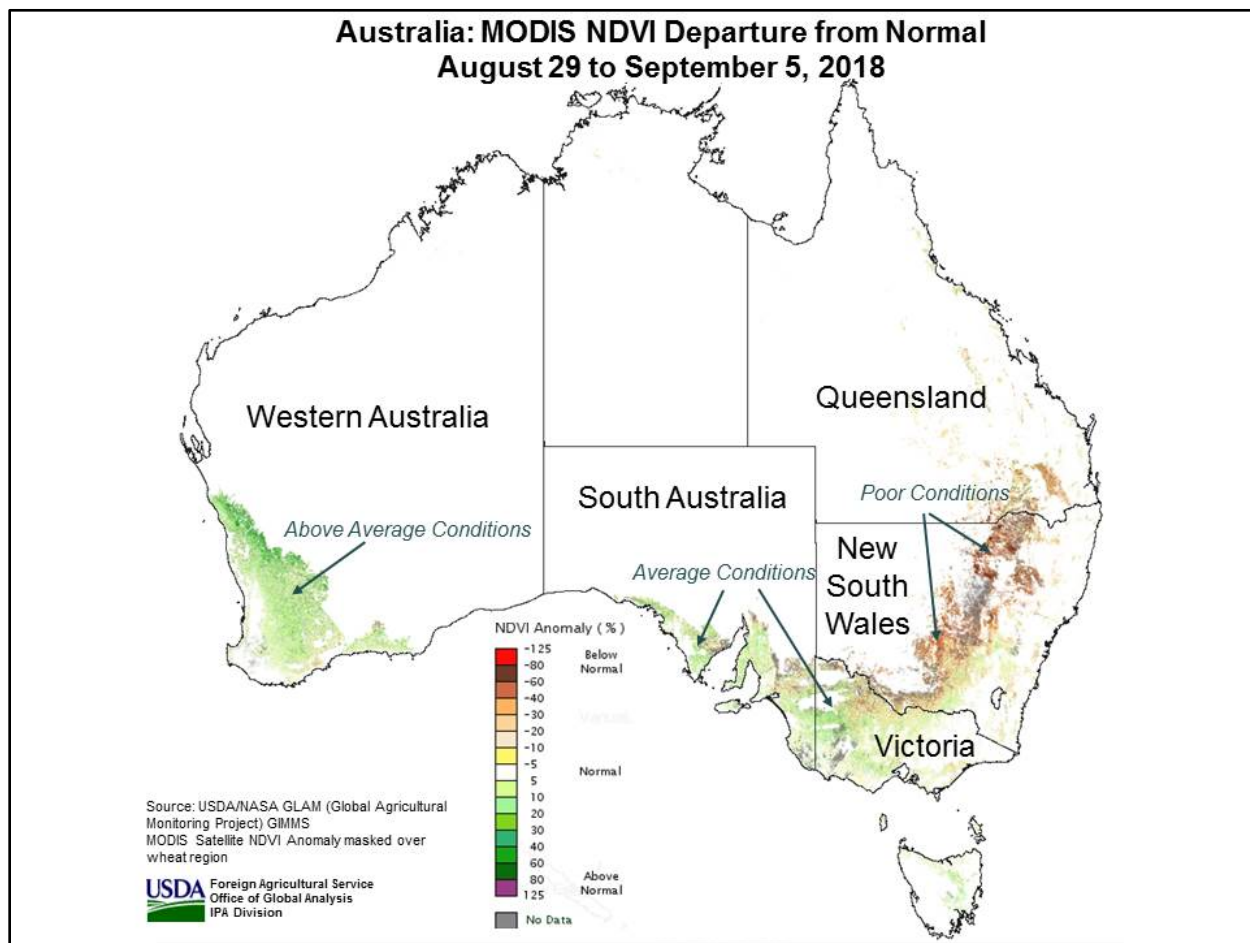 Australia: MODIS NDVI Departure from Normal
August 29 to September 5, 2018
Western Australia
Queensland
South Australia
Poor Conditions
Above Average Conditions
Average Conditions
New
South
Wales
Victoria
NDVI Anomaly (%)
-125
-80
-60
-40
-30
-20
-10
-5
5
10
20
30
40
60
80
125
Below
Normal
Normal
Above
Normal
No Data
Source: USDA/NASA GLAM (Global Agricultural
Monitoring Project) GIMMS
MODIS Satellite NDVI Anomaly masked over
wheat region
USDA
Foreign Agricultural Service
Office of Global Analysis
IPA Division